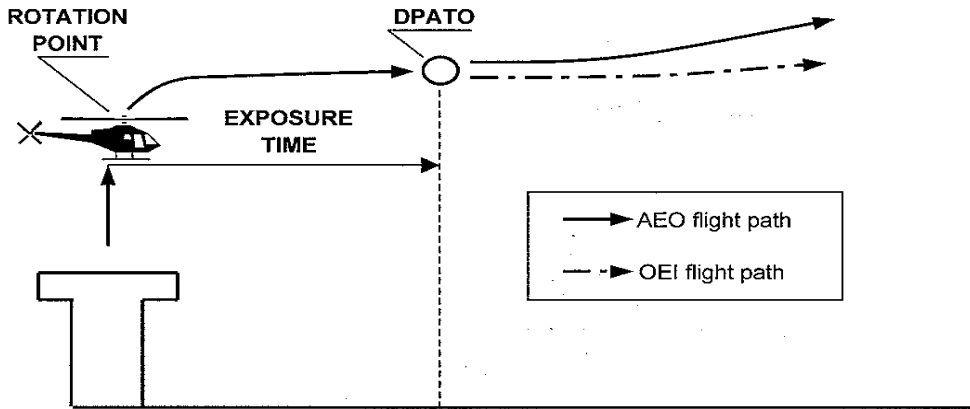 ROTATION
POINT
DPATO
EXPOSURE
TIME
AEO flight path
OEI flight path